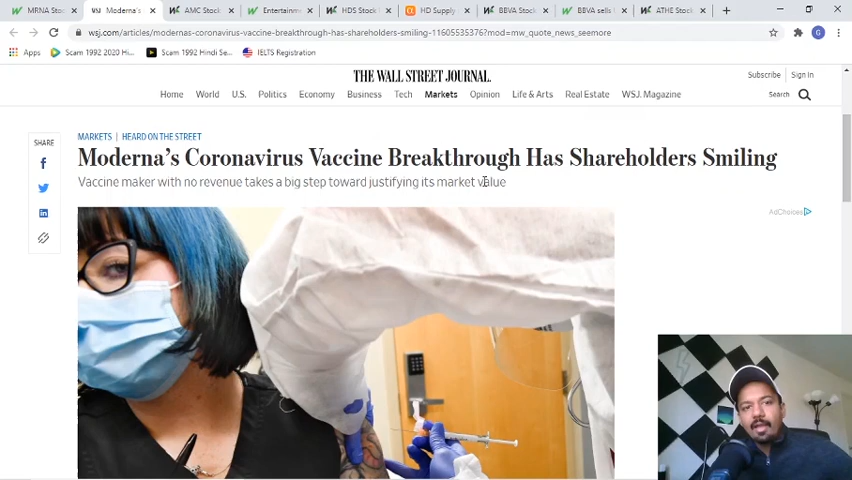 MRNA Stoc
Moderna's
AMC Stoc
Entertainm
HDS Stock
HD Supply
BBVA Stoc
BBVA sells
ATHE Stock
wsj.com/articles/modernas-coronavirus-vaccine-breakthrough-has-shareholders-smiling-11605535376?mod=mw_quote_news_seemore
G
Apps
Scam 1992 2020 Hi...
Scam 1992 Hindi Se...
IELTS Registration
THE WALL STREET JOURNAL.
Subscribe | Sign In
Home World U.S. Politics Economy Business Tech Markets Opinion Life & Arts Real Estate WSJ. Magazine
Search
SHARE
MARKETS | HEARD ON THE STREET
Moderna's Coronavirus Vaccine Breakthrough Has Shareholders Smiling
Vaccine maker with no revenue takes a big step toward justifying its market value
AdChoices